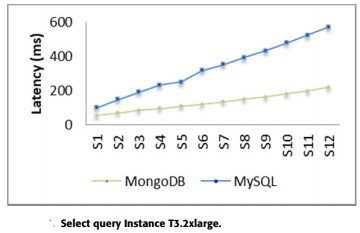 600
400
200
0
Latency (ms)
S1 S2 S3 S4 S5 S6 S7 S8 S9 S10 S11 S12
MongoDB MySQL
Select query Instance T3.2xlarge.